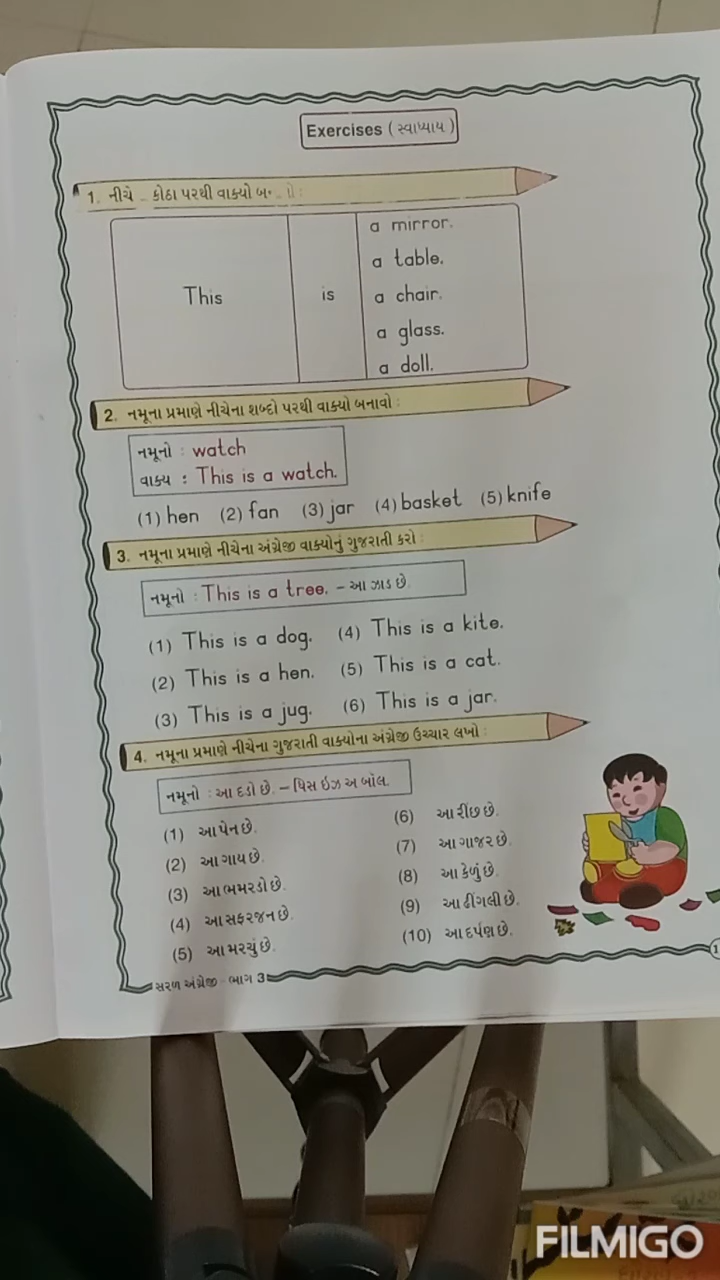 Exercises ( સ્વાધ્યાય )
1. નીચે કોઠા પરથી વાક્યો
This is a mirror.
a table.
a chair.
a glass.
a doll.
2. નમૂના પ્રમાણે નીચેના શબ્દો પરથી વાક્યો બનાવો :
નમૂનો : watch
વાક્ય : This is a watch.
(1) hen (2) fan (3) jar (4) basket (5) knife
3. નમૂના પ્રમાણે નીચેના અંગ્રેજી વાક્યોનું ગુજરાતી કરો :
નમૂનો : This is a tree. – આ ઝાડ છે.
(1) This is a dog. (4) This is a kite.
(2) This is a hen. (5) This is a cat.
(3) This is a jug. (6) This is a jar.
4. નમૂના પ્રમાણે નીચેના ગુજરાતી વાક્યોના અંગ્રેજી ઉચ્ચાર લખો :
નમૂનો : આ દડો છે. – ધિસ ઇઝ અ બૉલ.
(1) આ પેન છે. (6) આ રીંછ છે.
(2) આ ગાય છે. (7) આ ગાજર છે.
(3) આ ભમરડો છે. (8) આ કેળું છે.
(4) આ સફરજન છે. (9) આ ઢીંગલી છે.
(5) આ મરચું છે. (10) આ દર્પણ છે.
સરળ અંગ્રેજી - ભાગ 3
FILMIGO